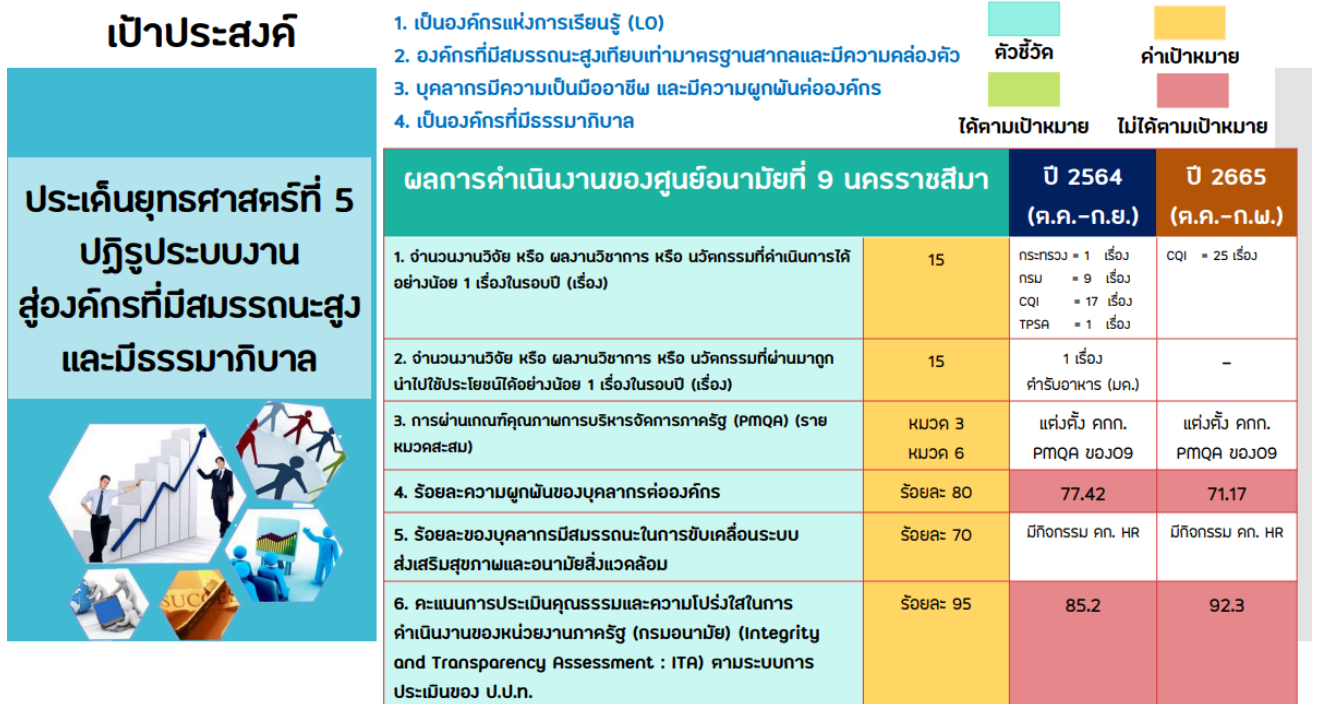 เป้าประสงค์
1. เป็นองค์กรแห่งการเรียนรู้ (LO)
2. องค์กรที่มีสมรรถนะสูงเทียบเท่ามาตรฐานสากลและมีความคล่องตัว
3. บุคลากรมีความเป็นมืออาชีพ และมีความผูกพันต่อองค์กร
4. เป็นองค์กรที่มีธรรมาภิบาล
ตัวชี้วัด
ค่าเป้าหมาย
ได้ตามเป้าหมาย
ไม่ได้ตามเป้าหมาย
ประเด็นยุทธศาสตร์ที่ 5
ปฏิรูประบบงาน
สู่องค์กรที่มีสมรรถนะสูง
และมีธรรมาภิบาล
SUCCESS
ผลการดำเนินงานของศูนย์อนามัยที่ 9 นครราชสีมา
ปี 2564
(ต.ค.-ก.ย.)
ปี 2665
(ต.ค.-ก.พ.)
1. จำนวนงานวิจัย หรือ ผลงานวิชาการ หรือ นวัตกรรมที่ดำเนินการได้
อย่างน้อย 1 เรื่องในรอบปี (เรื่อง)
15
กระทรวง = 1 เรื่อง
กรม = 9 เรื่อง
CQI = 17 เรื่อง
TPSA = 1 เรื่อง
CQI = 25 เรื่อง
2. จำนวนงานวิจัย หรือ ผลงานวิชาการ หรือ นวัตกรรมที่ผ่านมาถูก
นำไปใช้ประโยชน์ได้อย่างน้อย 1 เรื่องในรอบปี (เรื่อง)
15
1 เรื่อง
ตำรับอาหาร (มค.)
-
3. การผ่านเกณฑ์คุณภาพการบริหารจัดการภาครัฐ (PMQA) (ราย
หมวดสะสม)
หมวด 3
หมวด 6
แต่งตั้ง คกก.
PMQA ของ09
แต่งตั้ง คกก.
PMQA ของ09
4. ร้อยละความผูกพันของบุคลากรต่อองค์กร
ร้อยละ 80
77.42
71.17
5. ร้อยละของบุคลากรมีสมรรถนะในการขับเคลื่อนระบบ
ส่งเสริมสุขภาพและอนามัยสิ่งแวดล้อม
ร้อยละ 70
มีกิจกรรม คก. HR
มีกิจกรรม คก. HR
6. คะแนนการประเมินคุณธรรมและความโปร่งใสในการ
ดำเนินงานของหน่วยงานภาครัฐ (กรมอนามัย) (Integrity
and Transparency Assessment : ITA) ตามระบบการ
ประเมินของ ป.ป.ท.
ร้อยละ 95
85.2
92.3